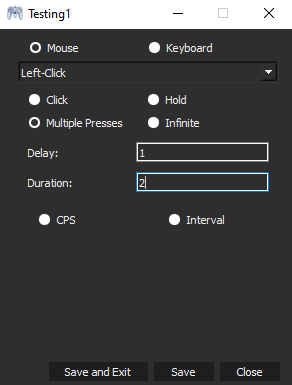 Testing1
Mouse Keyboard
Left-Click
Click Hold
Multiple Presses Infinite
Delay: 1
Duration: 2
CPS Interval
Save and Exit Save Close